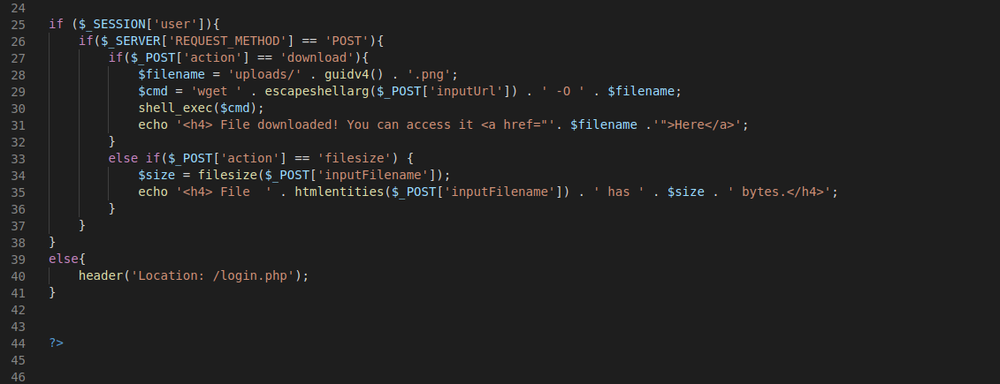 24
25 if ($_SESSION['user']){
26     if($_SERVER['REQUEST_METHOD'] == 'POST'){
27         if($_POST['action'] == 'download'){
28             $filename = 'uploads/' . guidv4() . '.png';
29             $cmd = 'wget ' . escapeshellarg($_POST['inputUrl']) . ' -O ' . $filename;
30             shell_exec($cmd);
31             echo '<h4> File downloaded! You can access it <a href="'. $filename .'">Here</a>';
32         }
33         else if($_POST['action'] == 'filesize') {
34             $size = filesize($_POST['inputFilename']);
35             echo '<h4> File  ' . htmlentities($_POST['inputFilename']) . ' has ' . $size . ' bytes.</h4>';
36         }
37     }
38 }
39 else{
40     header('Location: /login.php');
41 }
42
43
44 ?>
45
46